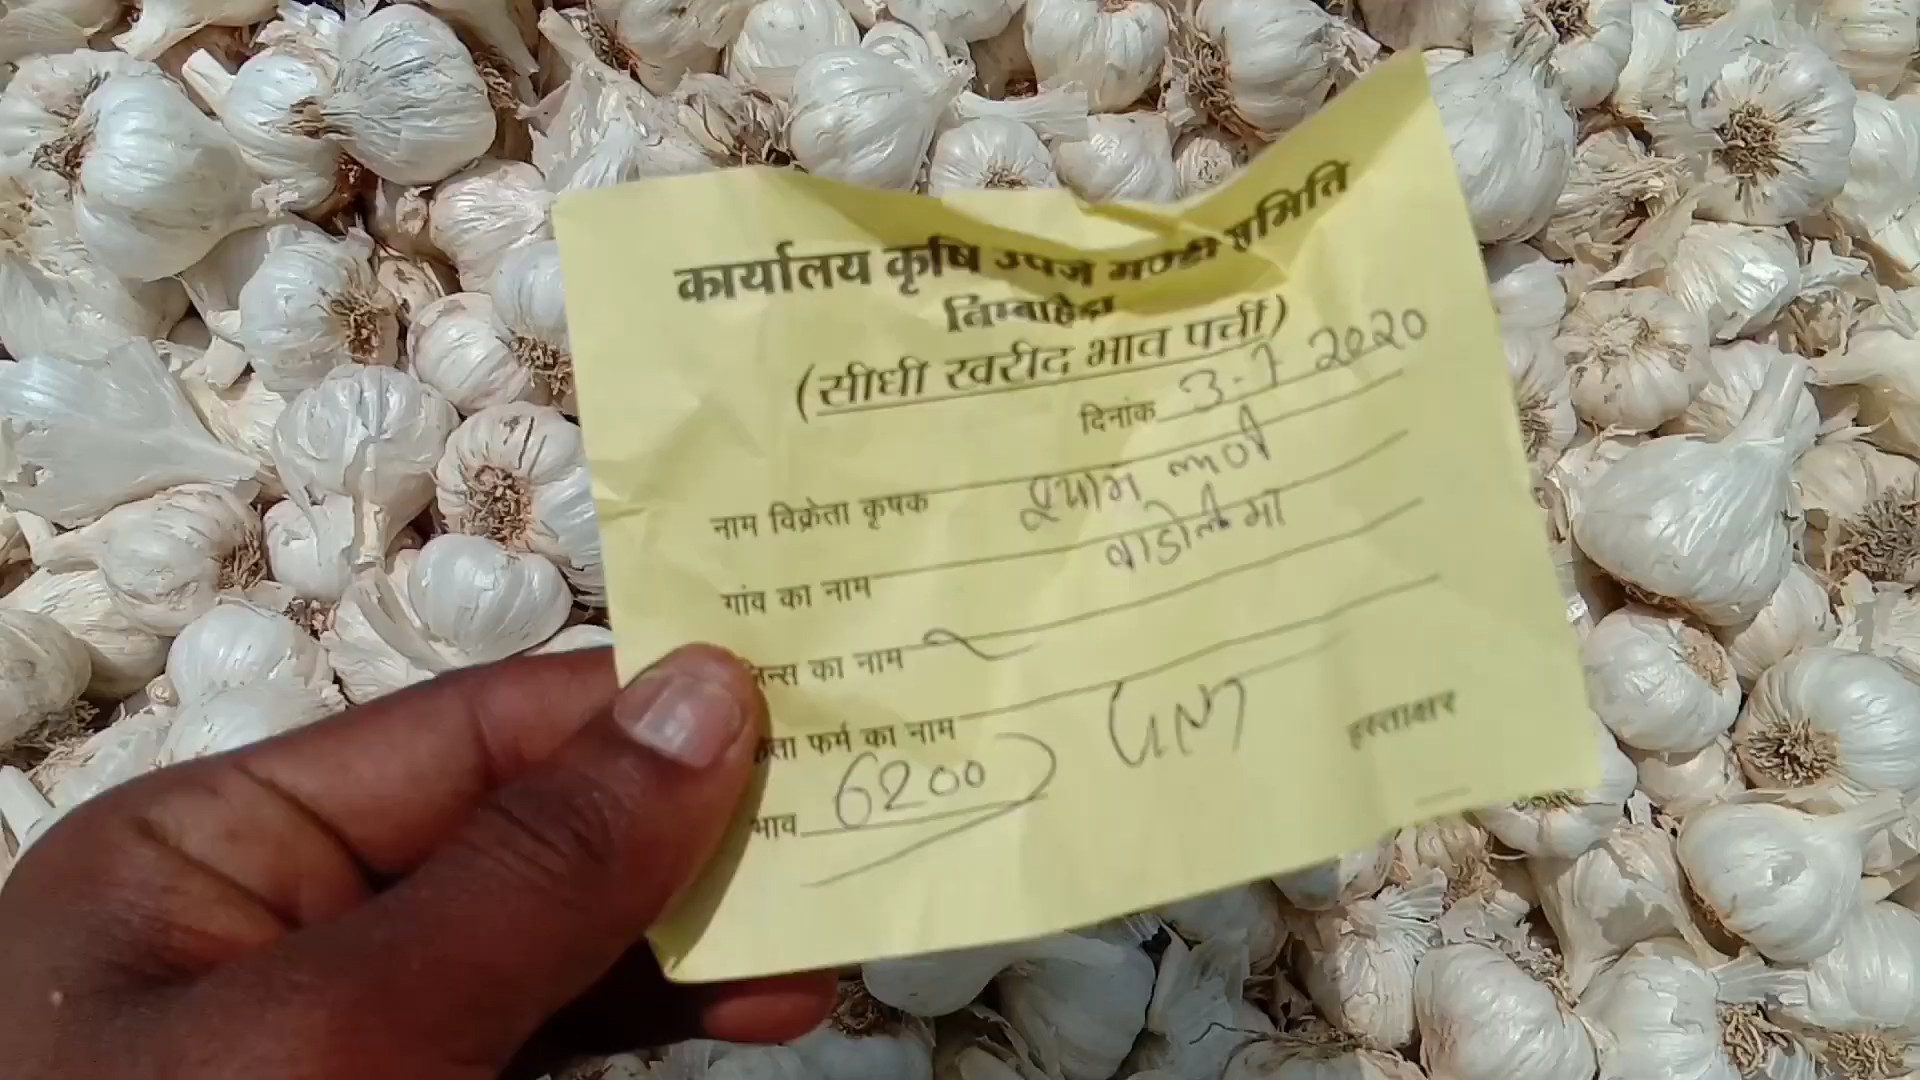 कार्यालय कृषि उपज मण्डी समिति
निम्बाहेड़ा
(सीधी खरीद भाव पर्ची)
दिनांक 3-7 2020
नाम विक्रेता कृषक श्याम
गांव का नाम
जिन्स का नाम
क्रेता फर्म का नाम
भाव 6200
हस्ताक्षर